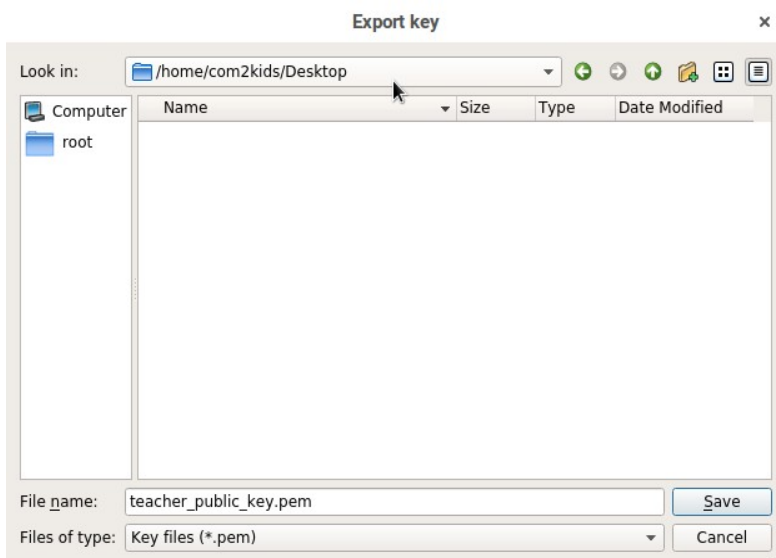 Export key
Look in: /home/com2kids/Desktop
Computer
root
Name Size Type Date Modified
File name: teacher_public_key.pem Save
Files of type: Key files (*.pem) Cancel